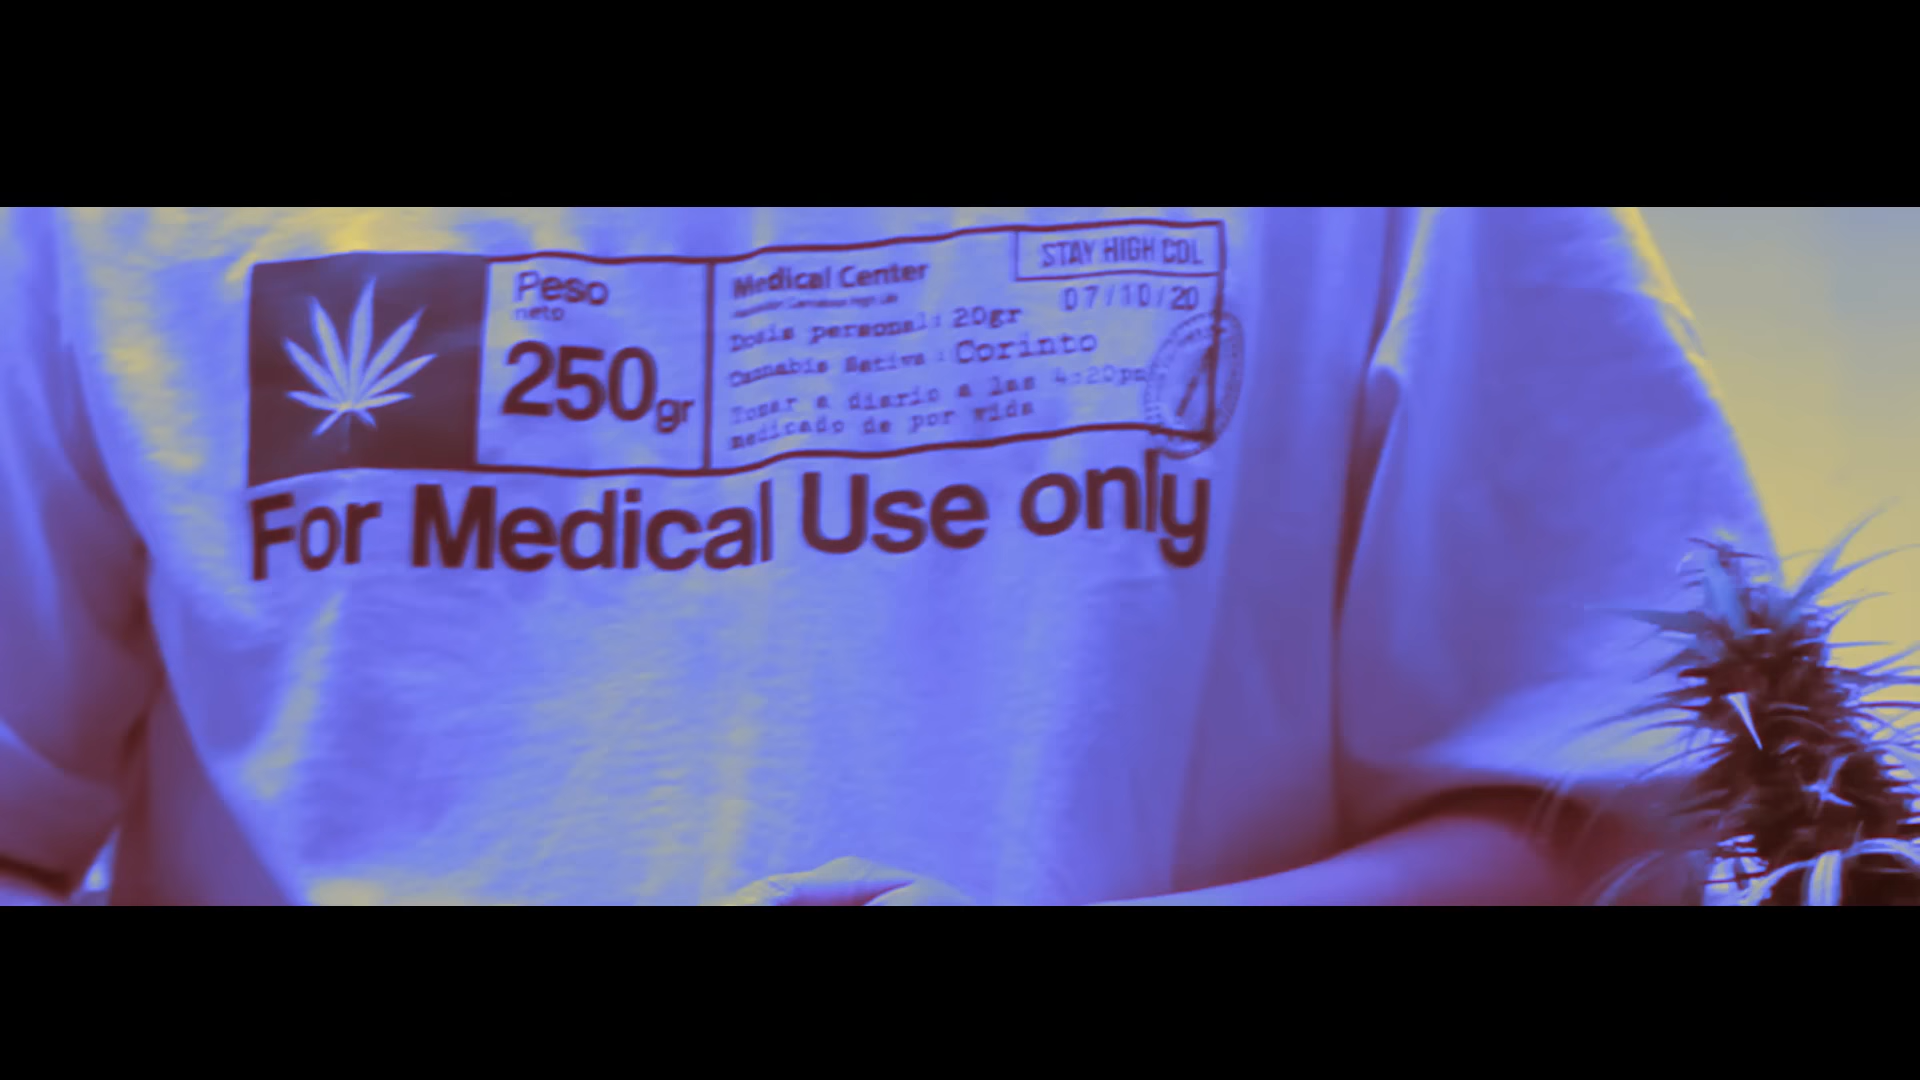 Peso
neto
250gr
Medical Center
STAY HIGH COL
07/10/20
Dosis personal: 20gr
Cannabis Sativa : Corinto
Tomar a diario a las 4:20pm
medicado de por vida
For Medical Use only